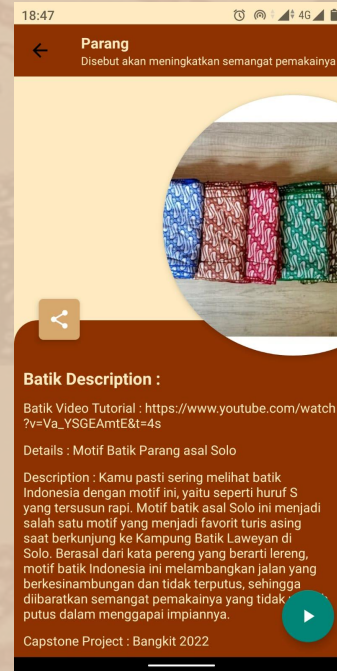 18:47
4G
Parang
Disebut akan meningkatkan semangat pemakainya
Batik Description :
Batik Video Tutorial : https://www.youtube.com/watch
?v=Va_YSGEAmtE&t=4s
Details : Motif Batik Parang asal Solo
Description : Kamu pasti sering melihat batik
Indonesia dengan motif ini, yaitu seperti huruf S
yang tersusun rapi. Motif batik asal Solo ini menjadi
salah satu motif yang menjadi favorit turis asing
saat berkunjung ke Kampung Batik Laweyan di
Solo. Berasal dari kata pereng yang berarti lereng,
motif batik Indonesia ini melambangkan jalan yang
berkesinambungan dan tidak terputus, sehingga
diibaratkan semangat pemakainya yang tidak
putus dalam menggapai impiannya.
Capstone Project : Bangkit 2022